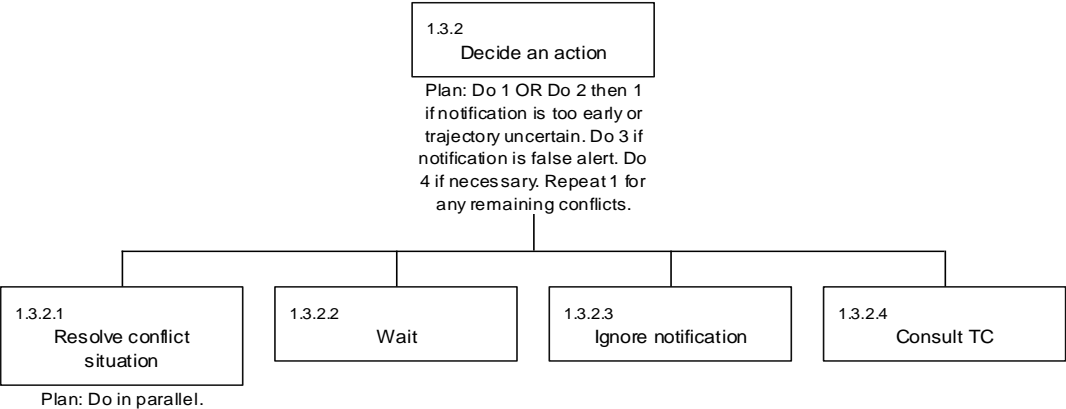 1.3.2
Decide an action
Plan: Do 1 OR Do 2 then 1
if notification is too early or
trajectory uncertain. Do 3 if
notification is false alert. Do
4 if necessary. Repeat 1 for
any remaining conflicts.
1.3.2.1
Resolve conflict
situation
Plan: Do in parallel.
1.3.2.2
Wait
1.3.2.3
Ignore notification
1.3.2.4
Consult TC